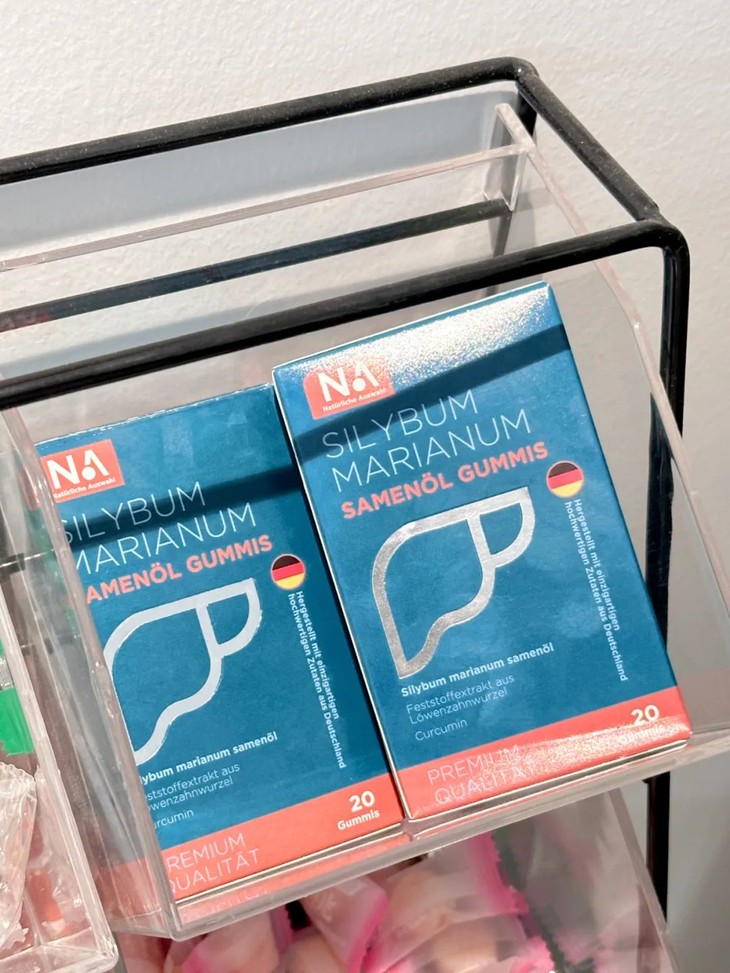 NA
Natürliche Auswahl
SILYBUM
MARIANUM
SAMENÖL GUMMIS
Hergestellt mit einzigartigen
hochwertigen Zutaten aus Deutschland
Silybum marianum samenöl
Feststoffextrakt aus
Löwenzahnwurzel
Curcumin
20
Gummis
PREMIUM
QUALITÄT
NA
Natürliche Auswahl
SILYBUM
MARIANUM
SAMENÖL GUMMIS
Hergestellt mit einzigartigen
hochwertigen Zutaten aus Deutschland
Silybum marianum samenöl
Feststoffextrakt aus
Löwenzahnwurzel
Curcumin
20
Gummis
PREMIUM
QUALITÄT